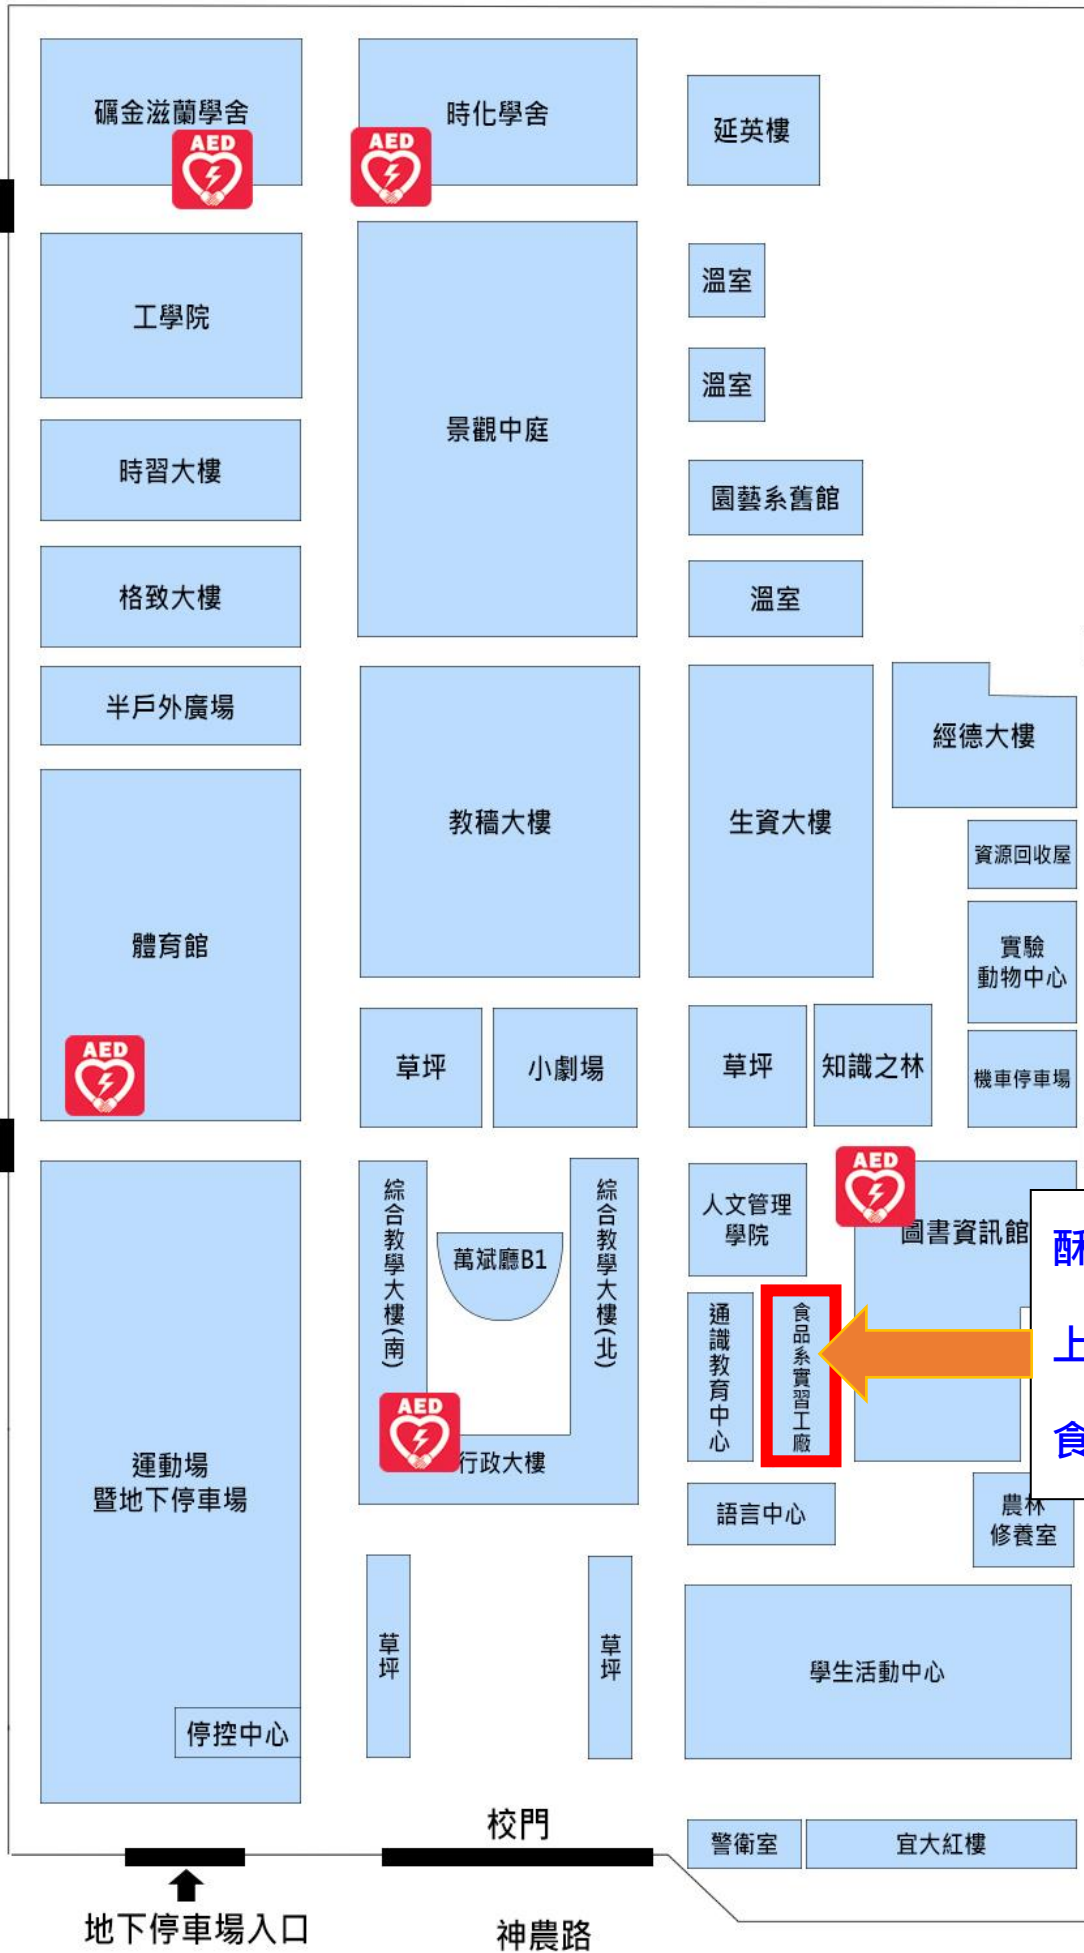 礪金滋蘭學舍
AED
時化學舍
AED
延英樓
工學院
景觀中庭
溫室
溫室
時習大樓
園藝系舊館
格致大樓
溫室
半戶外廣場
教穡大樓
生資大樓
經德大樓
資源回收屋
體育館
AED
實驗
動物中心
草坪
小劇場
草坪
知識之林
機車停車場
運動場
暨地下停車場
停控中心
綜合教學大樓(南)
萬斌廳B1
綜合教學大樓(北)
AED
行政大樓
人文管理
學院
AED
圖書資訊館
通識教育中心
食品系實習工廠
酥
上
食
語言中心
農林
修養室
草坪
草坪
學生活動中心
校門
警衛室
宜大紅樓
地下停車場入口
神農路